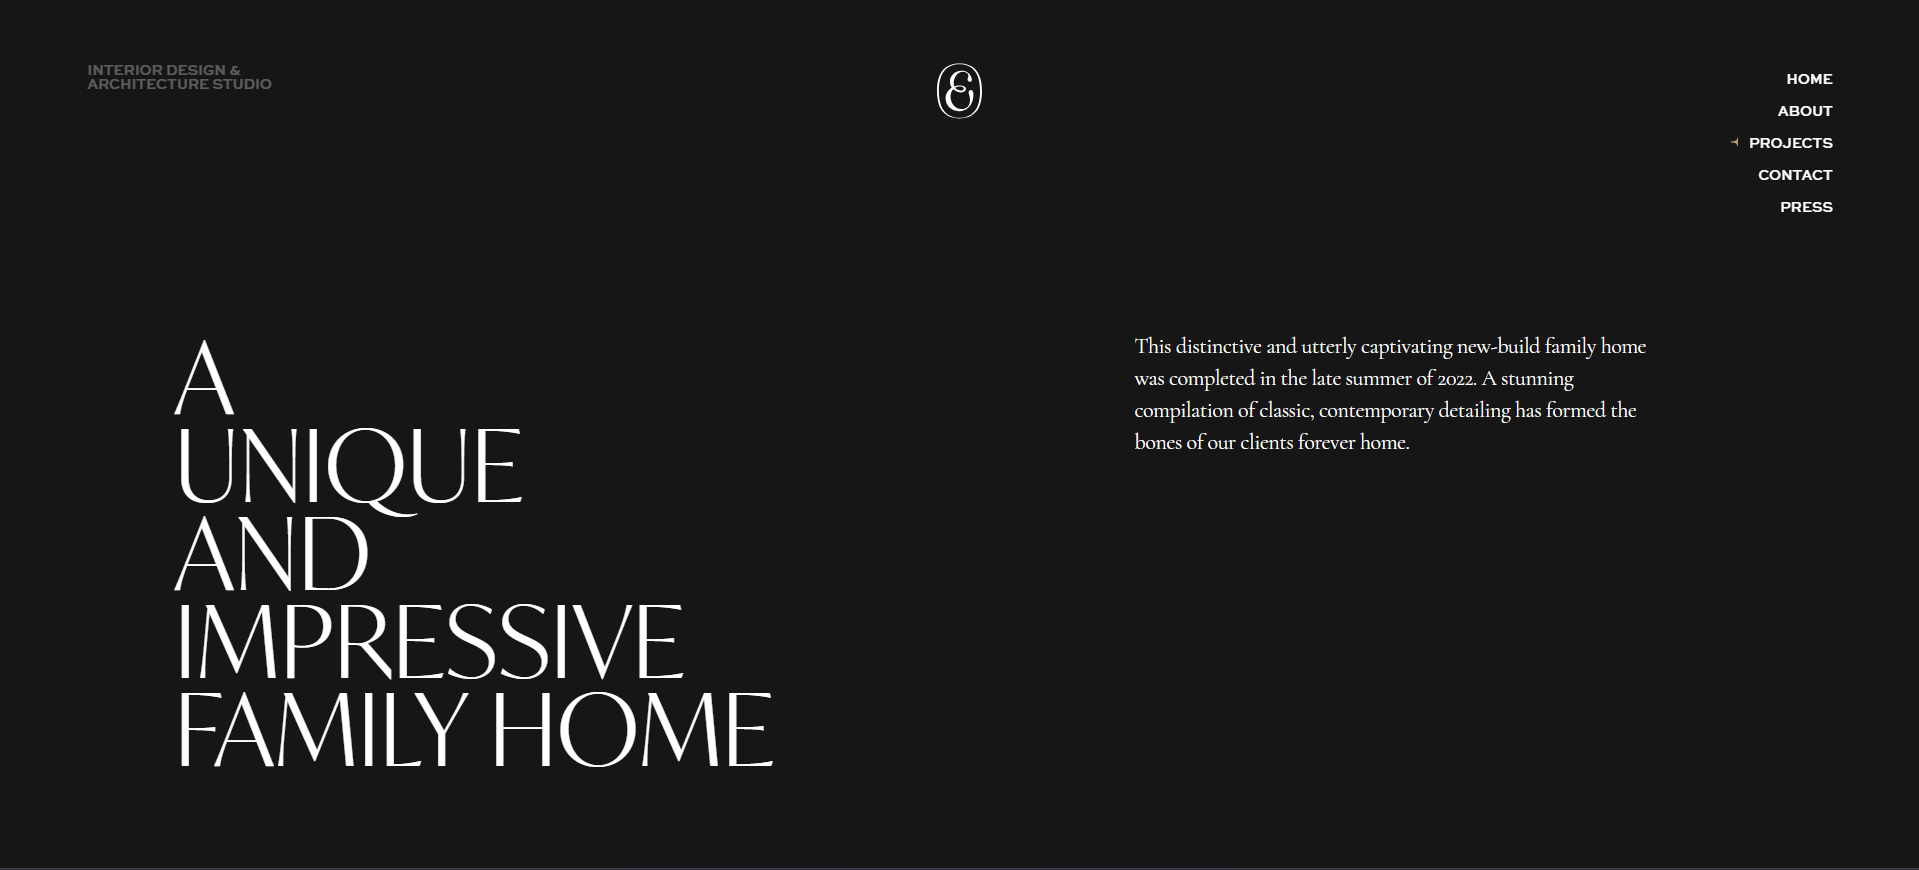 INTERIOR DESIGN &
ARCHITECTURE STUDIO
&
HOME
ABOUT
PROJECTS
CONTACT
PRESS
A
UNIQUE
AND
IMPRESSIVE
FAMILY HOME
This distinctive and utterly captivating new-build family home
was completed in the late summer of 2022. A stunning
compilation of classic, contemporary detailing has formed the
bones of our clients forever home.